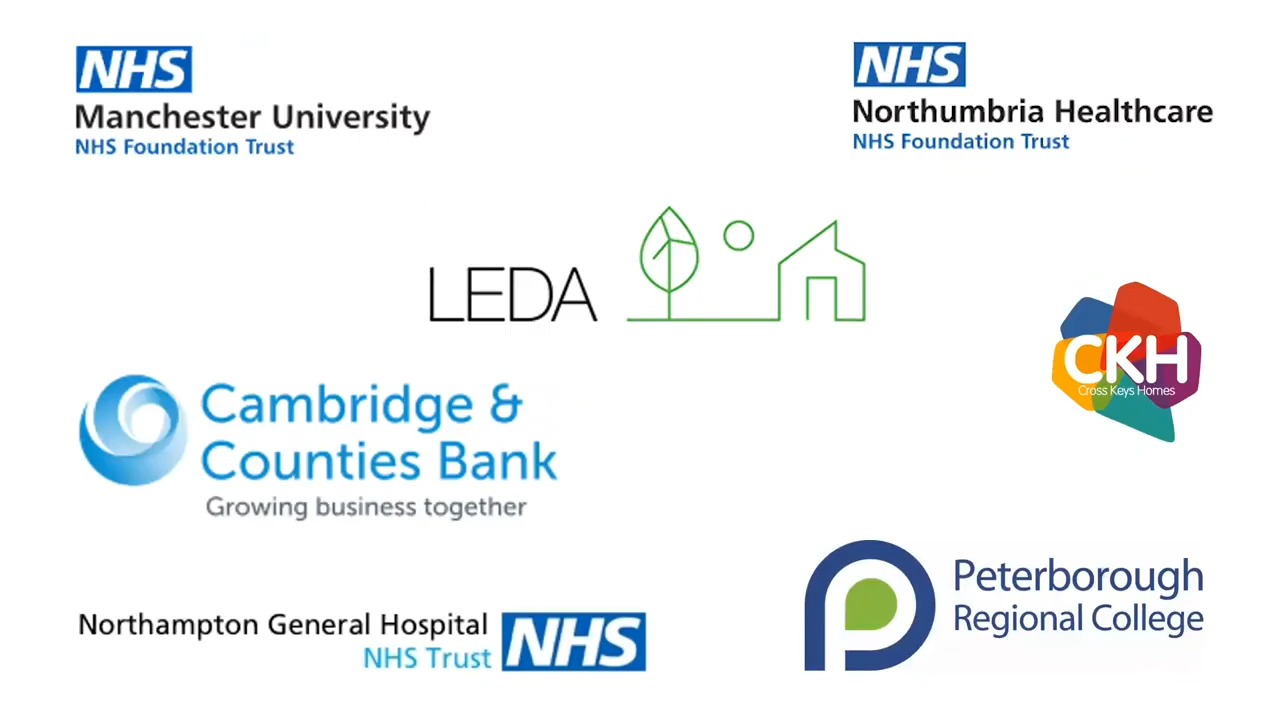 NHS
Manchester University
NHS Foundation Trust
NHS
Northumbria Healthcare
NHS Foundation Trust
LEDA
CKH
Cross Keys Homes
Cambridge &
Counties Bank
Growing business together
Peterborough
Regional College
Northampton General Hospital
NHS Trust
NHS